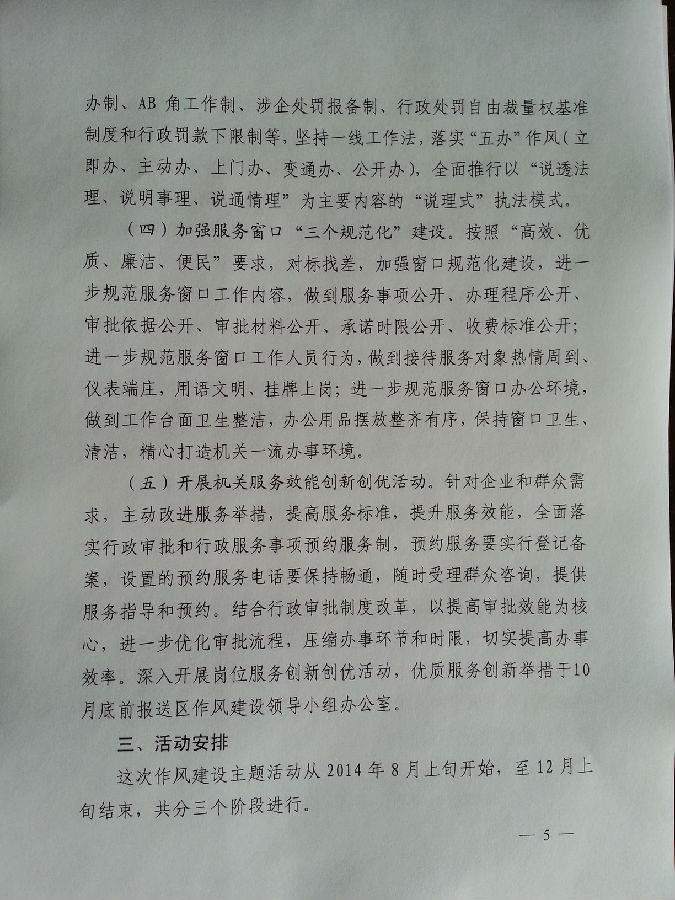 办制、AB 角工作制、涉企处罚报备制、行政处罚自由裁量权基准
制度和行政罚款下限制等，坚持一线工作法，落实“五办”作风（立
即办、主动办、上门办、变通办、公开办），全面推行以“说透法
理、说明事理、说通情理”为主要内容的“说理式”执法模式。
（四）加强服务窗口“三个规范化”建设。按照“高效、优
质、廉洁、便民”要求，对标找差，加强窗口规范化建设，进一
步规范服务窗口工作内容，做到服务事项公开、办理程序公开、
审批依据公开、审批材料公开、承诺时限公开、收费标准公开；
进一步规范服务窗口工作人员行为，做到接待服务对象热情周到、
仪表端庄，用语文明、挂牌上岗；进一步规范服务窗口办公环境，
做到工作台面卫生整洁，办公用品摆放整齐有序，保持窗口卫生、
清洁，精心打造机关一流办事环境。
（五）开展机关服务效能创新创优活动。针对企业和群众需
求，主动改进服务举措，提高服务标准，提升服务效能，全面落
实行政审批和行政服务事项预约服务制，预约服务要实行登记备
案，设置的预约服务电话要保持畅通，随时受理群众咨询，提供
服务指导和预约。结合行政审批制度改革，以提高审批效能为核
心，进一步优化审批流程，压缩办事环节和时限，切实提高办事
效率。深入开展岗位服务创新创优活动，优质服务创新举措于10
月底前报送区作风建设领导小组办公室。
三、活动安排
这次作风建设主题活动从 2014 年 8 月上旬开始，至 12 月上
旬结束，共分三个阶段进行。
— 5 —